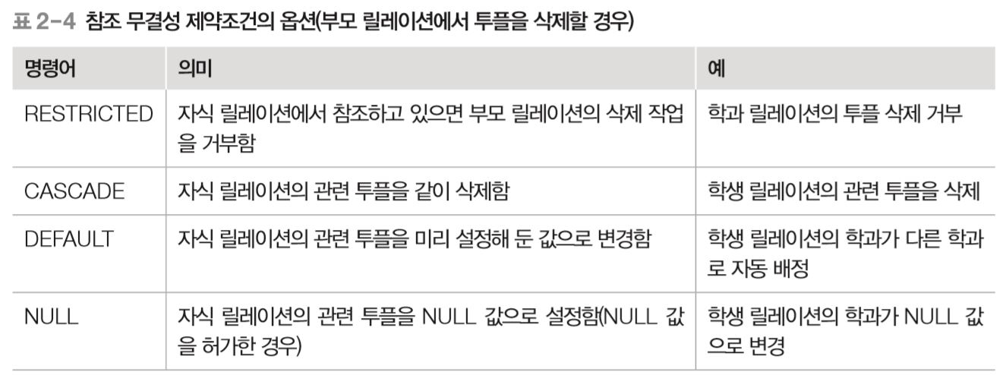 표 2-4 참조 무결성 제약조건의 옵션(부모 릴레이션에서 투플을 삭제할 경우)
명령어 의미 예
RESTRICTED 자식 릴레이션에서 참조하고 있으면 부모 릴레이션의 삭제 작업 학과 릴레이션의 투플 삭제 거부
을 거부함
CASCADE 자식 릴레이션의 관련 투플을 같이 삭제함 학생 릴레이션의 관련 투플을 삭제
DEFAULT 자식 릴레이션의 관련 투플을 미리 설정해 둔 값으로 변경함 학생 릴레이션의 학과가 다른 학과
로 자동 배정
NULL 자식 릴레이션의 관련 투플을 NULL 값으로 설정함(NULL 값 학생 릴레이션의 학과가 NULL 값
을 허가한 경우) 으로 변경